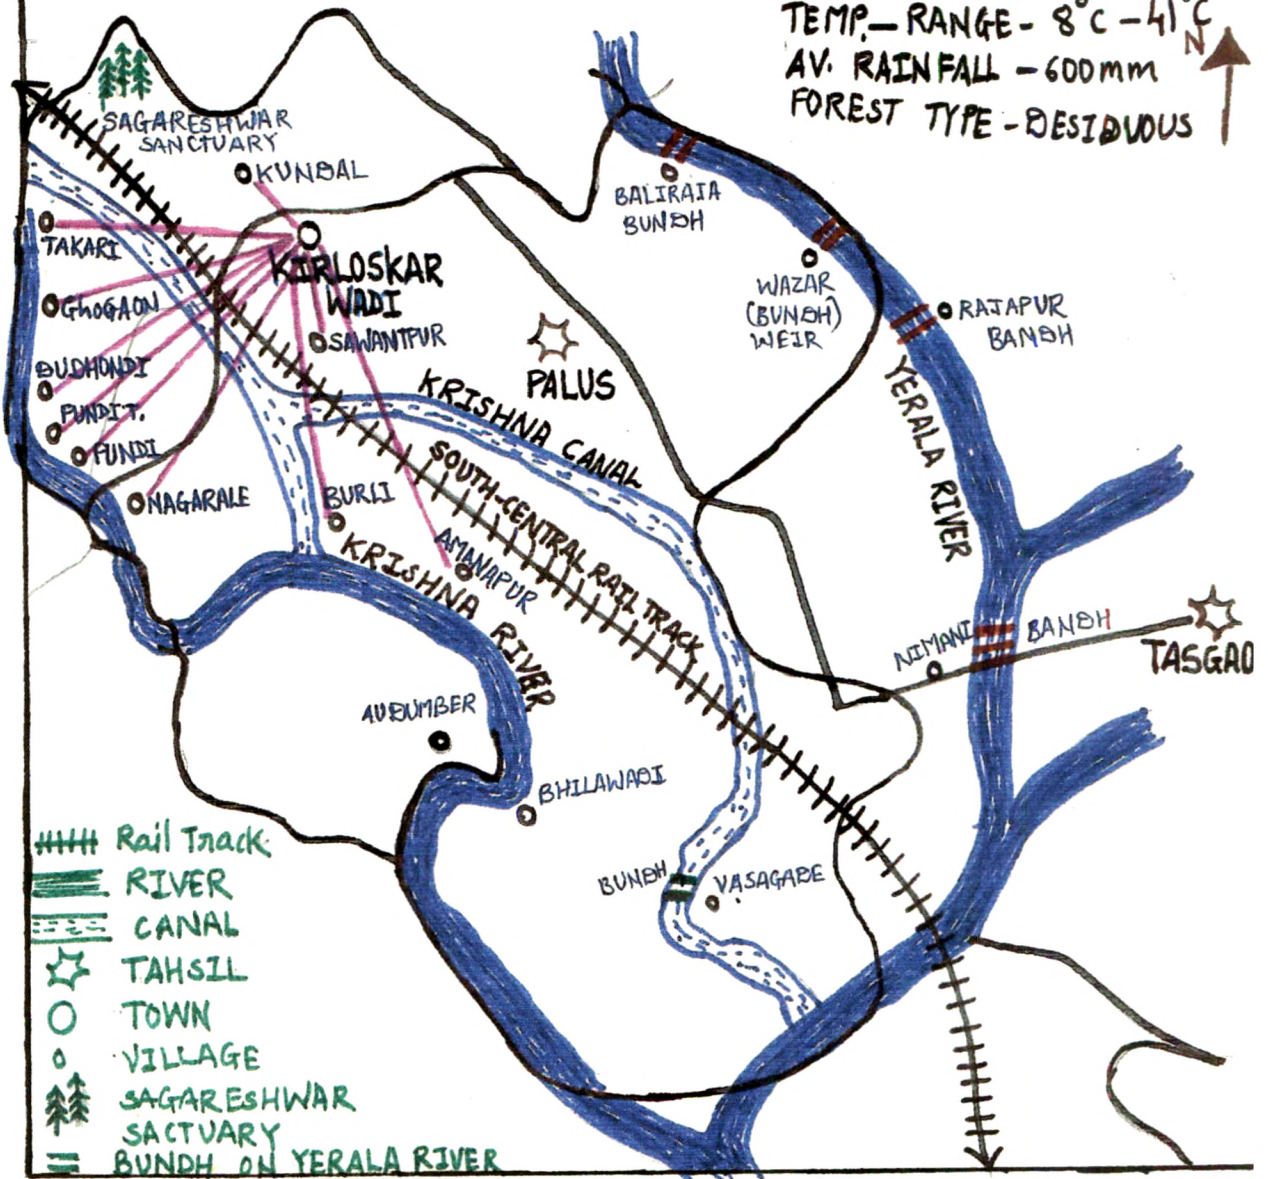 TEMP.— RANGE - 8°C — 41°C
AV. RAINFALL — 600mm
FOREST TYPE - DESIDUOUS
N
SAGARESHWAR
SANCTUARY
KUNDAL
TAKARI
KIRLOSKAR
WADI
GhOGAON
SAWANTPUR
DUDHONDI
PUNDI T.
PUNDI
NAGARALE
BURLI
AMANAPUR
PALUS
BALIRAJA
BUNDH
WAZAR
(BUNDH)
WEIR
RAJAPUR
BANDH
YERALA RIVER
KRISHNA CANAL
SOUTH-CENTRAL RAIL TRACK
KRISHNA RIVER
NIMANI
BANDH
TASGAO
AUDUMBER
BHILAWADI
BUNDH
VASAGADE
Rail Track
RIVER
CANAL
TAHSIL
TOWN
VILLAGE
SAGARESHWAR
SACTUARY
BUNDH ON YERALA RIVER